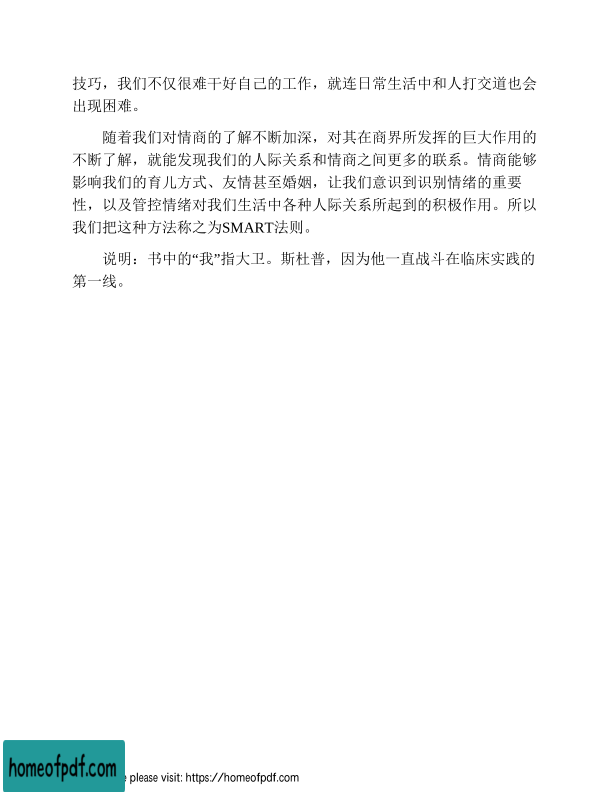 技巧，我们不仅很难干好自己的工作，就连日常生活中和人打交道也会
出现困难。
随着我们对情商的了解不断加深，对其在商界所发挥的巨大作用的
不断了解，就能发现我们的人际关系和情商之间更多的联系。情商能够
影响我们的育儿方式、友情甚至婚姻，让我们意识到识别情绪的重要
性，以及管控情绪对我们生活中各种人际关系所起到的积极作用。所以
我们把这种方法称之为SMART法则。
说明：书中的“我”指大卫。斯杜普，因为他一直战斗在临床实践的
第一线。
homeofpdf.com
please visit: https://homeofpdf.com